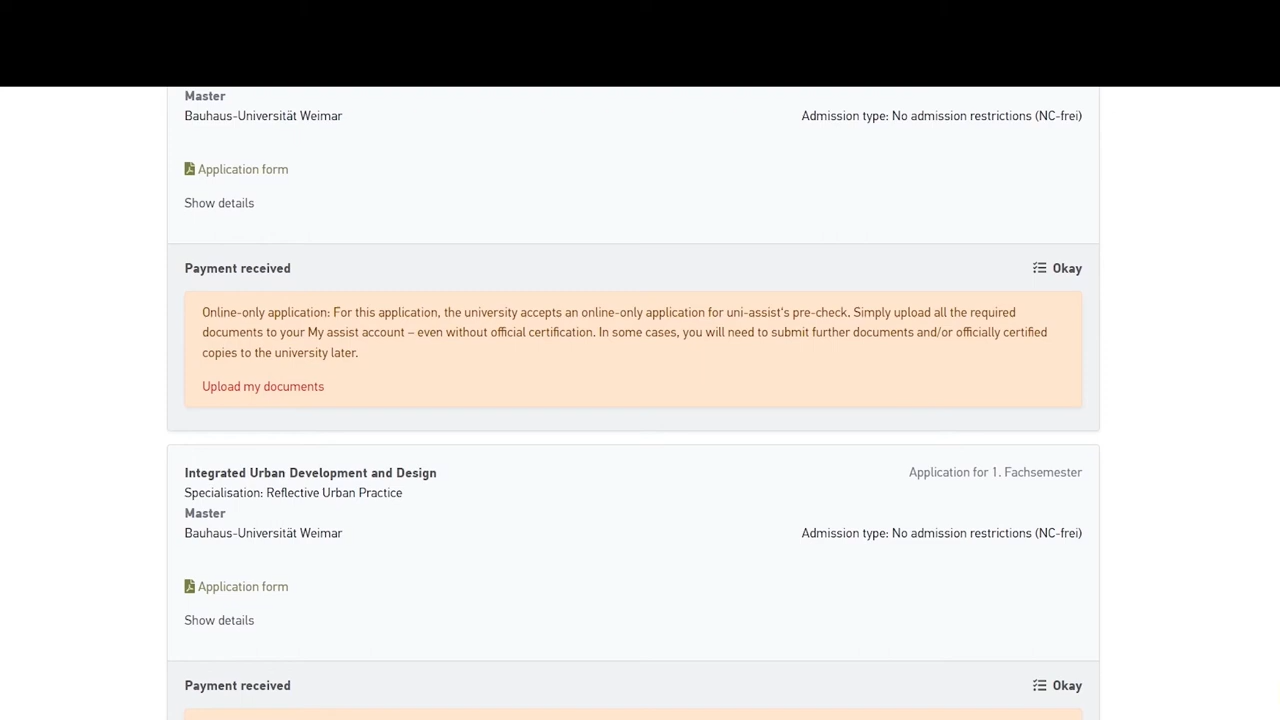 Master
Bauhaus-Universität Weimar
Admission type: No admission restrictions (NC-frei)
Application form
Show details
Payment received
Okay
Online-only application: For this application, the university accepts an online-only application for uni-assist's pre-check. Simply upload all the required
documents to your My assist account – even without official certification. In some cases, you will need to submit further documents and/or officially certified
copies to the university later.
Upload my documents
Integrated Urban Development and Design
Application for 1. Fachsemester
Specialisation: Reflective Urban Practice
Master
Bauhaus-Universität Weimar
Admission type: No admission restrictions (NC-frei)
Application form
Show details
Payment received
Okay